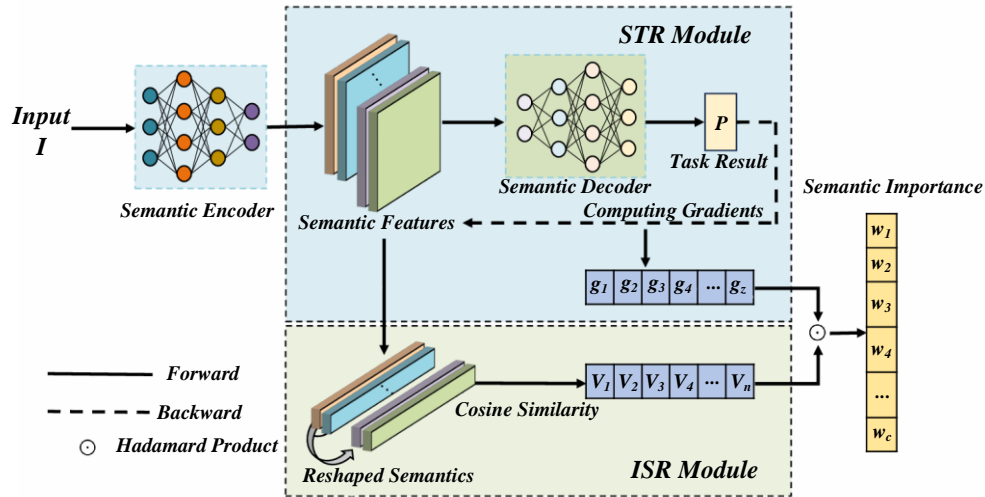 STR Module
Input
I
P
Task Result
Semantic Encoder
Semantic Decoder
Semantic Features
Computing Gradients
Semantic Importance
g1 g2 g3 g4 ... gz
w1
w2
w3
w4
...
wc
Forward
Backward
Hadamard Product
V1 V2 V3 V4 ... Vn
Cosine Similarity
Reshaped Semantics
ISR Module